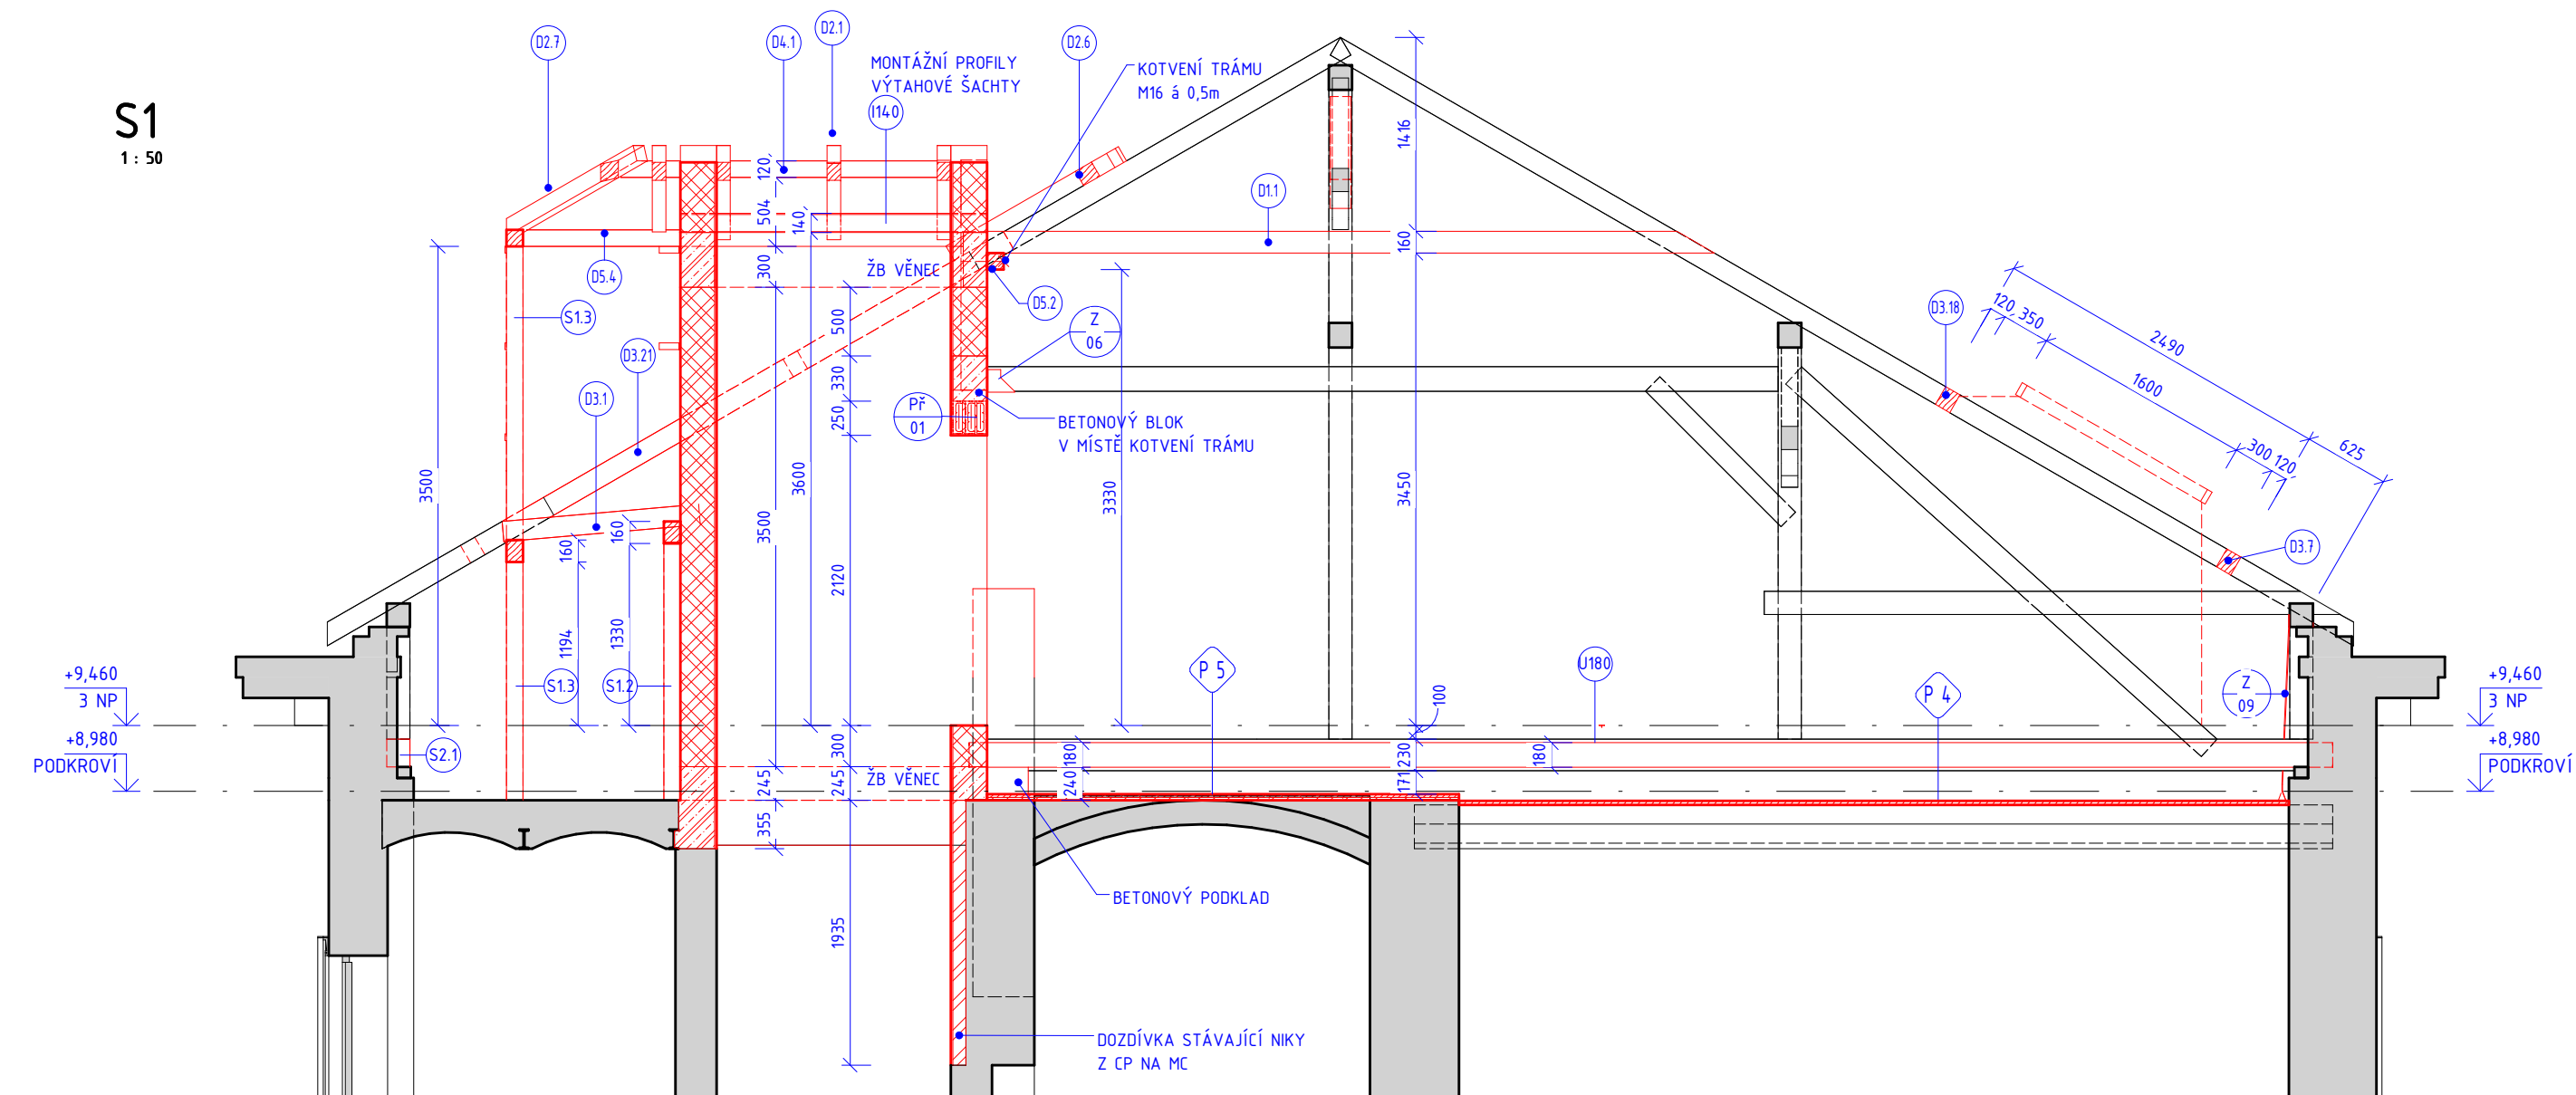 S1
1 : 50
D2.7
D4.1
D2.1
MONTÁŽNÍ PROFILY
VÝTAHOVÉ ŠACHTY
I140
D2.6
KOTVENÍ TRÁMU
M16 á 0,5m
1416
120
504
140
300
3500
D5.4
ŽB VĚNEC
D1.1
160
D5.2
S1.3
D3.21
D3.1
500
330
250
Z
06
Př
01
BETONOVÝ BLOK
V MÍSTĚ KOTVENÍ TRÁMU
3500
3600
3330
3450
D3.18
120
350
2490
1600
300
120
625
D3.7
160
160
1194
1330
2120
S1.3
S1.2
P 5
U180
100
P 4
Z
09
+9,460
3 NP
+8,980
PODKROVÍ
S2.1
+9,460
3 NP
+8,980
PODKROVÍ
300
245
245
355
ŽB VĚNEC
180
240
230
171
180
BETONOVÝ PODKLAD
1935
DOZDÍVKA STÁVAJÍCÍ NIKY
Z CP NA MC